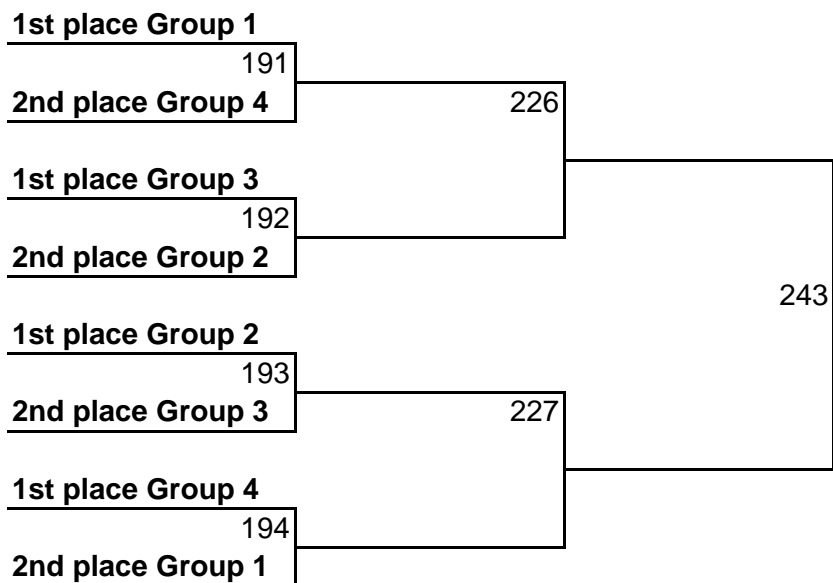 1st place Group 1
191
2nd place Group 4
226
1st place Group 3
192
2nd place Group 2
243
1st place Group 2
193
2nd place Group 3
227
1st place Group 4
194
2nd place Group 1